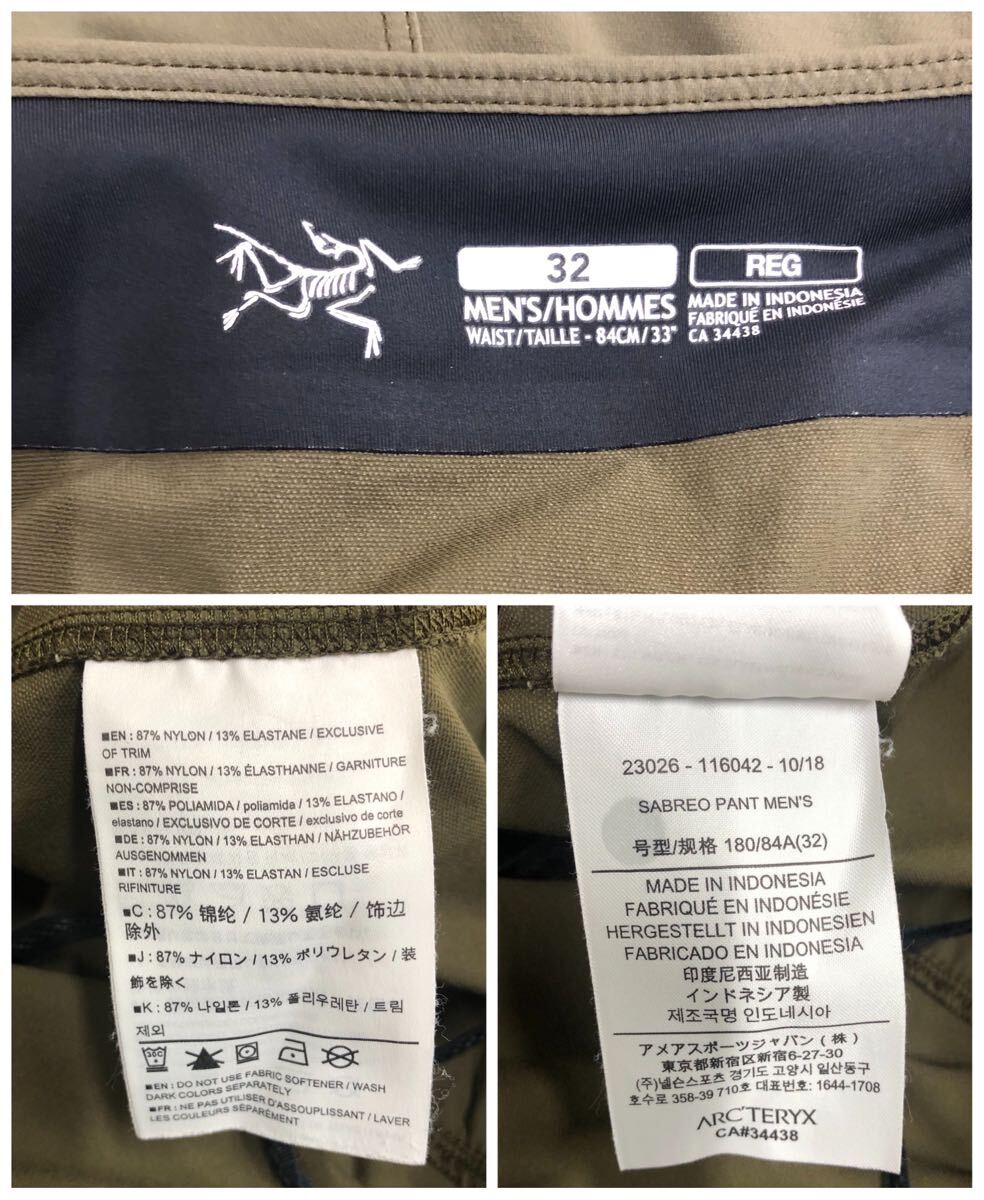 32
MEN'S/HOMMES
WAIST/TAILLE - 84CM/33"
REG
MADE IN INDONESIA
FABRIQUÉ EN INDONÉSIE
CA 34438
■EN : 87% NYLON / 13% ELASTANE / EXCLUSIVE
OF TRIM
■FR : 87% NYLON / 13% ÉLASTHANNE / GARNITURE
NON-COMPRISE
■ES : 87% POLIAMIDA / poliamida / 13% ELASTANO /
elastano / EXCLUSIVO DE CORTE / exclusivo de corte
■DE : 87% NYLON / 13% ELASTHAN / NÄHZUBEHÖR
AUSGENOMMEN
■IT : 87% NYLON / 13% ELASTAN / ESCLUSE
RIFINITURE
■C : 87% 锦纶 / 13% 氨纶 / 饰边
除外
■J : 87% ナイロン / 13% ポリウレタン / 装
飾を除く
■K : 87% 나일론 / 13% 폴리우레탄 / 트림
제외
30C
■EN : DO NOT USE FABRIC SOFTENER / WASH
DARK COLORS SEPARATELY
■FR : NE PAS UTILISER D'ASSOUPLISSANT / LAVER
LES COULEURS SÉPARÉMENT
23026 - 116042 - 10/18
SABREO PANT MEN'S
号型/规格 180/84A(32)
MADE IN INDONESIA
FABRIQUÉ EN INDONÉSIE
HERGESTELLT IN INDONESIEN
FABRICADO EN INDONESIA
印度尼西亚制造
インドネシア製
제조국명 인도네시아
アメアスポーツジャパン ( 株 )
東京都新宿区新宿6-27-30
(주)넬슨스포츠 경기도 고양시 일산동구
호수로 358-39 710호 대표번호: 1644-1708
ARC'TERYX
CA#34438